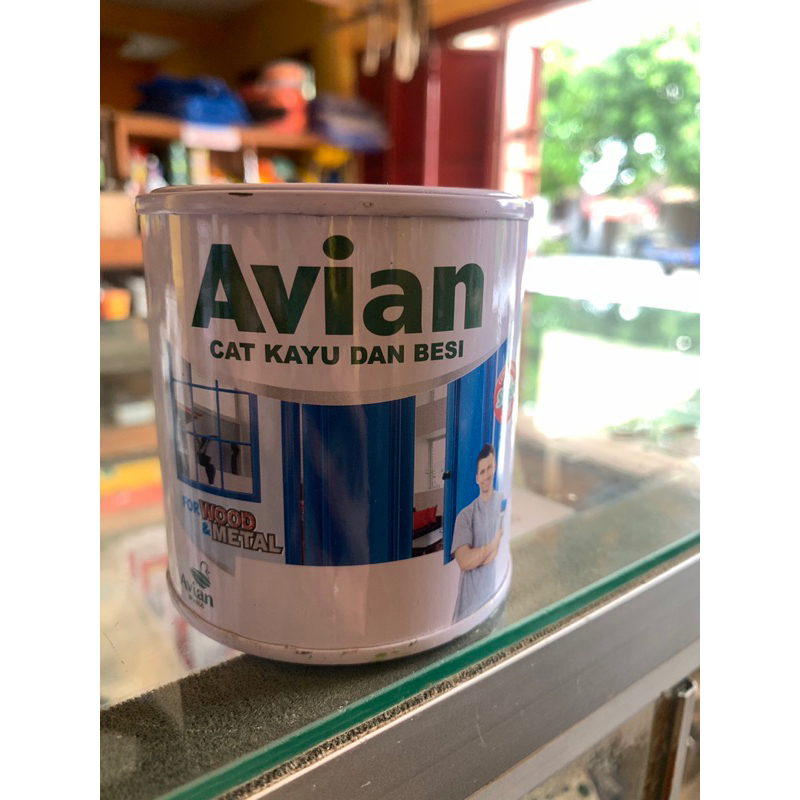 Avian
CAT KAYU DAN BESI
FOR WOOD
& METAL
Avian